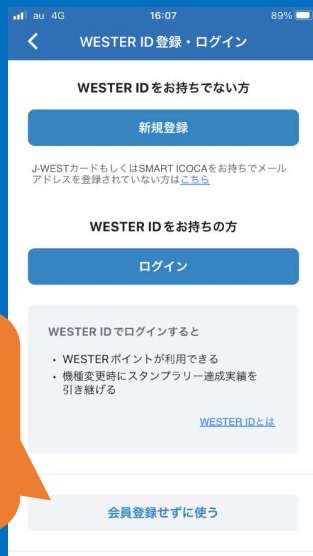 au 4G 16:07 89%
WESTER ID登録・ログイン
WESTER IDをお持ちでない方
新規登録
J-WESTカードもしくはSMART ICOCAをお持ちでメール
アドレスを登録されていない方はこちら
WESTER IDをお持ちの方
ログイン
WESTER IDでログインすると
・ WESTERポイントが利用できる
・ 機種変更時にスタンプラリー達成実績を
引き継げる
WESTER IDとは
会員登録せずに使う